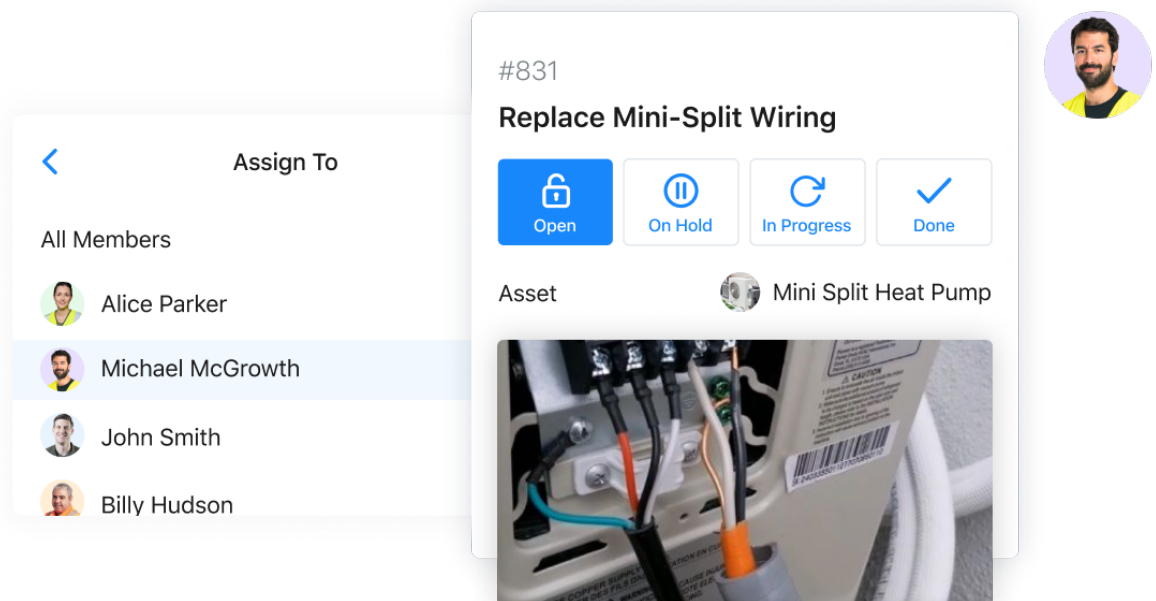 Assign To
All Members
Alice Parker
Michael McGrowth
John Smith
Billy Hudson
#831
Replace Mini-Split Wiring
Open
On Hold
In Progress
Done
Asset
Mini Split Heat Pump
CAUTION